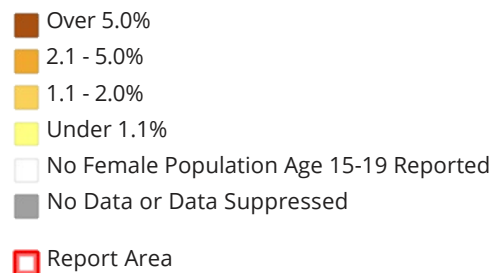 Over 5.0%
2.1 - 5.0%
1.1 - 2.0%
Under 1.1%
No Female Population Age 15-19 Reported
No Data or Data Suppressed
Report Area